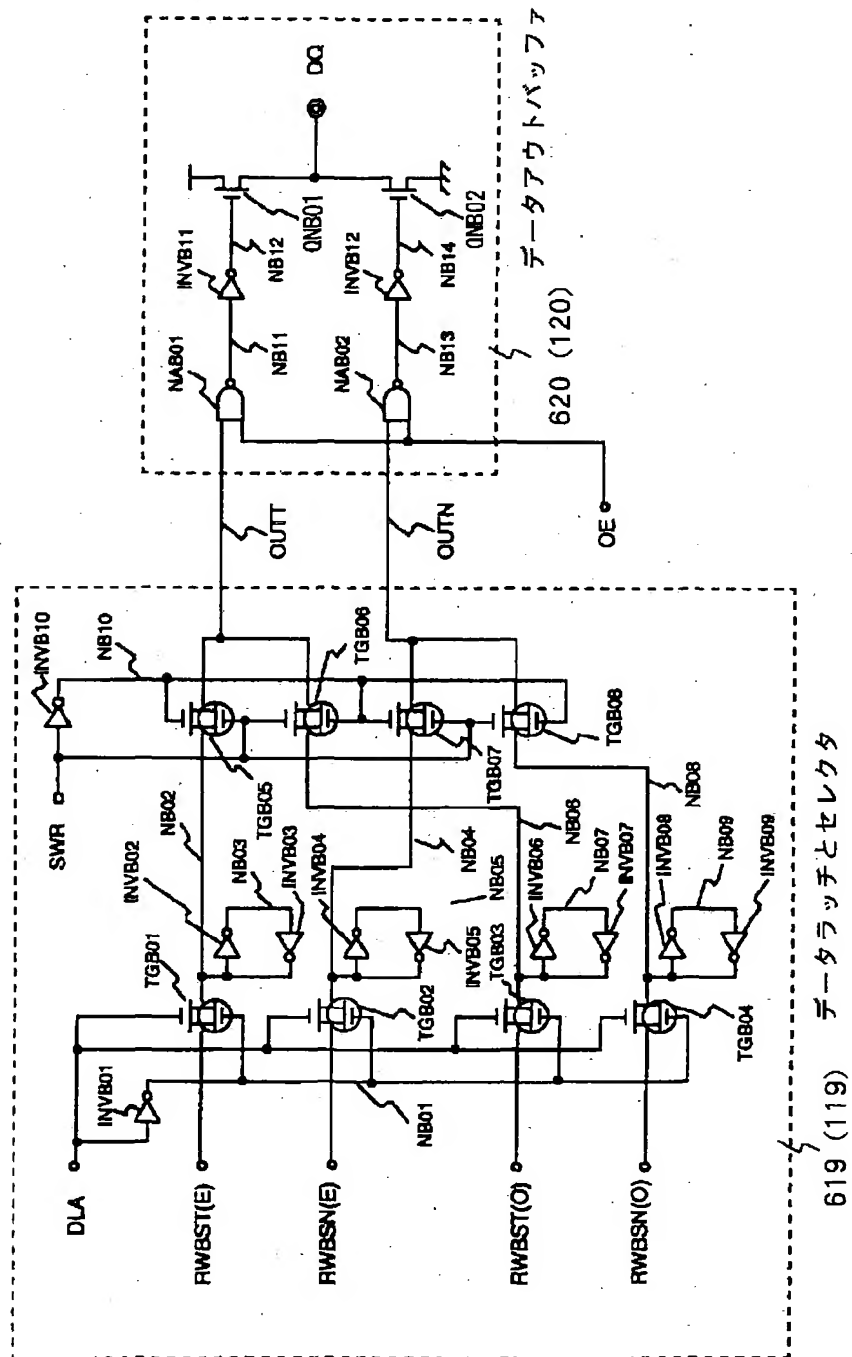 DLA
INVB01
RWBST(E)
RWBSN(E)
RWBST(O)
RWBSN(O)
NB01
TGB01
TGB02
TGB03
TGB04
INVB02
NB03
INVB03
INVB04
NB05
INVB05
INVB06
NB07
INVB07
INVB08
NB09
INVB09
SWR
INVB10
NB10
NB02
NB04
NB06
NB08
TGB05
TGB06
TGB07
TGB08
619 (119) データラッチとセレクタ
OUTT
OUTN
OE
NAB01
NB11
INVB11
NB12
QNB01
NAB02
NB13
INVB12
NB14
QNB02
DQ
620 (120) データアウトバッファ